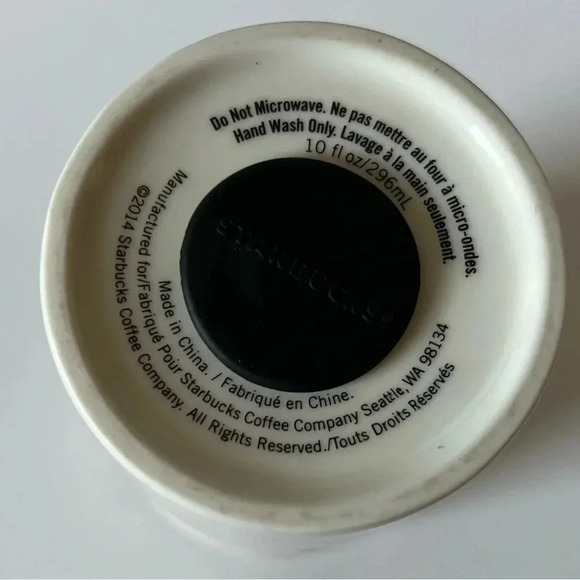 Do Not Microwave. Ne pas mettre au four à micro-ondes.
Hand Wash Only. Lavage à la main seulement.
10 fl oz/296mL
STARBUCKS
Made in China. / Fabriqué en Chine.
Manufactured for/Fabriqué Pour Starbucks Coffee Company Seattle, WA 98134
©2014 Starbucks Coffee Company. All Rights Reserved./Touts Droits Réservés